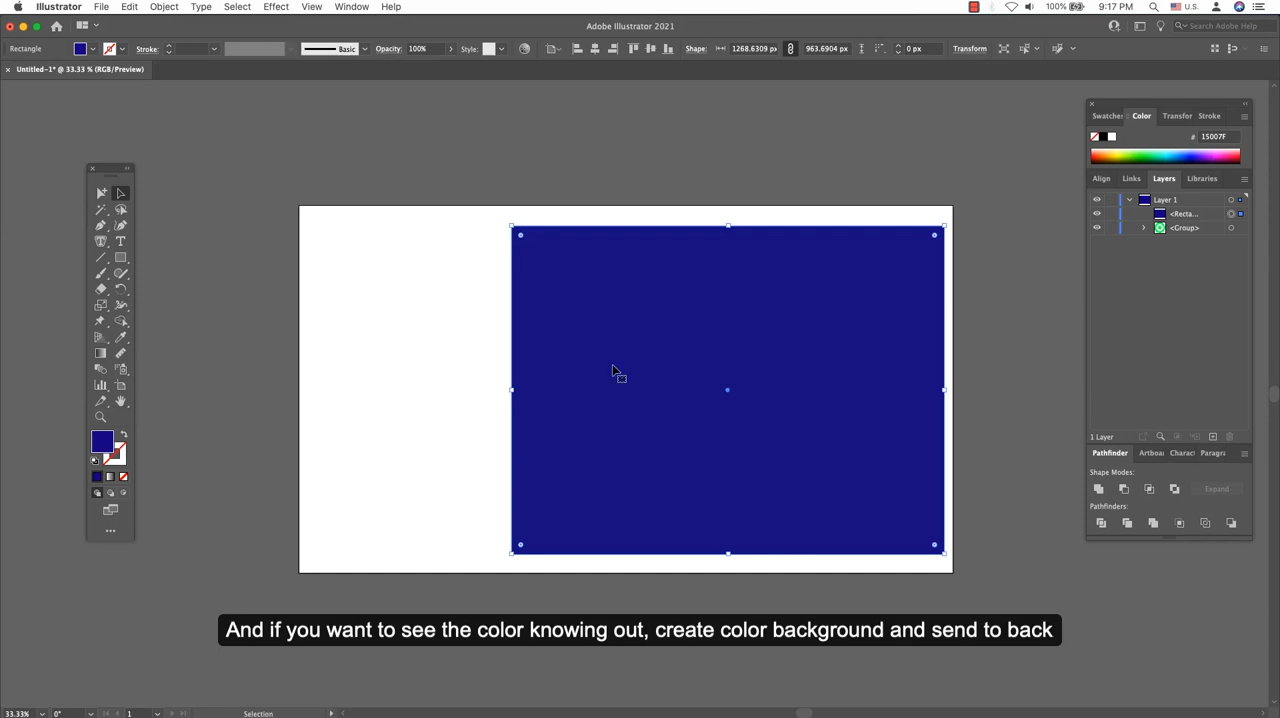 Illustrator File Edit Object Type Select Effect View Window Help 100% U.S. 9:17 PM
Adobe Illustrator 2021
Search Adobe Help
Rectangle Stroke: Basic Opacity: 100% Style: Shape: 1268.6309 px 963.6904 px 0 px Transform
Untitled-1* @ 33.33 % (RGB/Preview)
Swatches Color Transfor Stroke
# 15007F
Align Links Layers Libraries
Layer 1
<Recta...
<Group>
1 Layer
Pathfinder Artboar Charac Paragra
Shape Modes:
Expand
Pathfinders:
And if you want to see the color knowing out, create color background and send to back
33.33% 0° 1 Selection